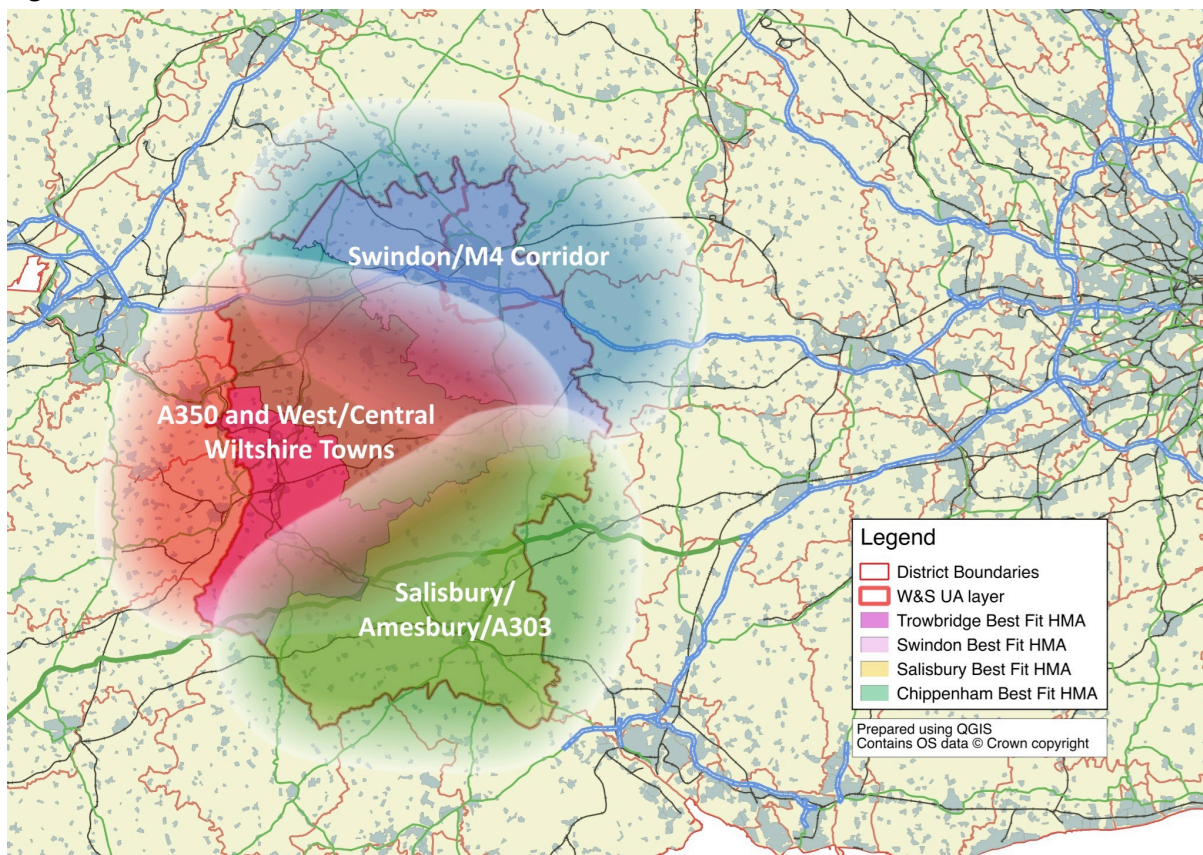 Swindon/M4 Corridor
A350 and West/Central
Wiltshire Towns
Salisbury/
Amesbury/A303
Legend
District Boundaries
W&S UA layer
Trowbridge Best Fit HMA
Swindon Best Fit HMA
Salisbury Best Fit HMA
Chippenham Best Fit HMA
Prepared using QGIS
Contains OS data © Crown copyright